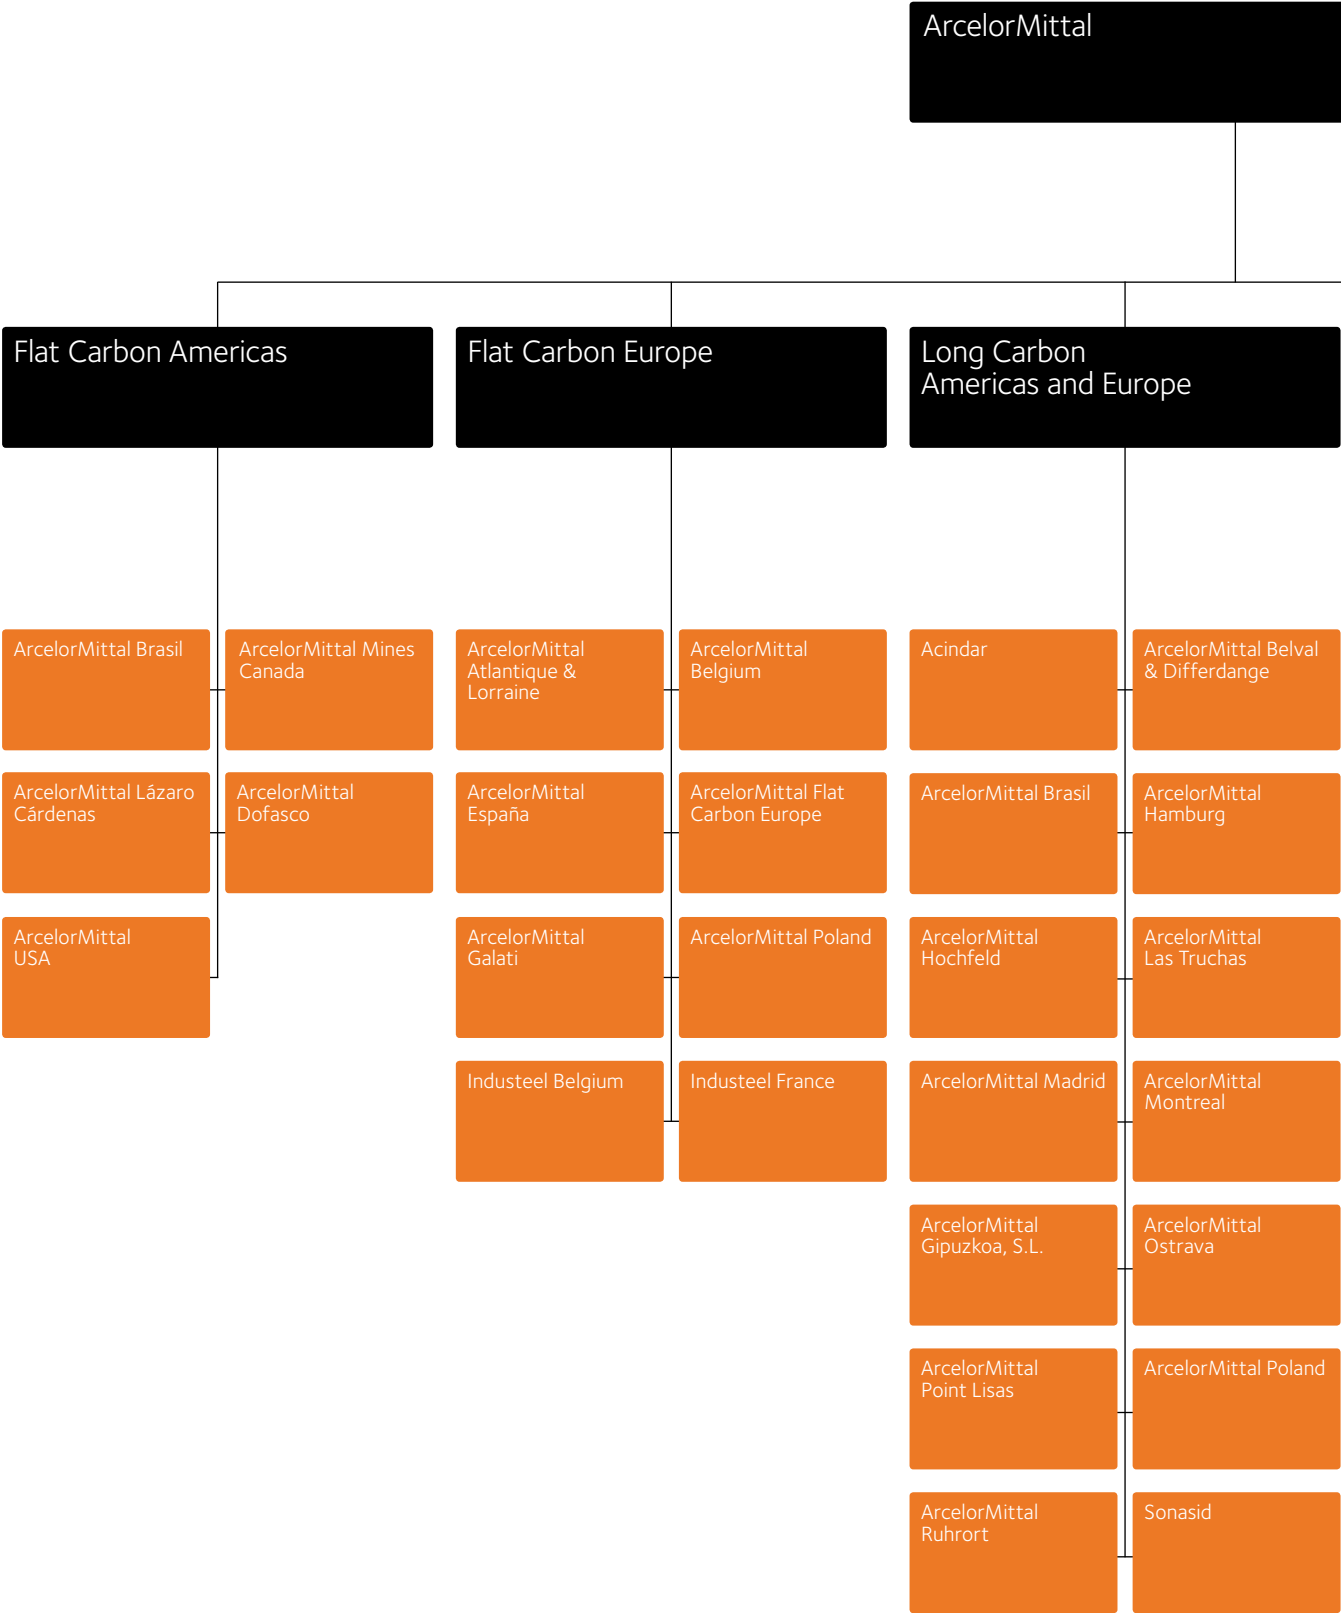 ArcelorMittal
Flat Carbon Americas
Flat Carbon Europe
Long Carbon
Americas and Europe
ArcelorMittal Brasil
ArcelorMittal Mines
Canada
ArcelorMittal Lázaro
Cárdenas
ArcelorMittal
Dofasco
ArcelorMittal
USA
ArcelorMittal
Atlantique &
Lorraine
ArcelorMittal
Belgium
ArcelorMittal
España
ArcelorMittal Flat
Carbon Europe
ArcelorMittal
Galati
ArcelorMittal Poland
Industeel Belgium
Industeel France
Acindar
ArcelorMittal Belval
& Differdange
ArcelorMittal Brasil
ArcelorMittal
Hamburg
ArcelorMittal
Hochfeld
ArcelorMittal
Las Truchas
ArcelorMittal Madrid
ArcelorMittal
Montreal
ArcelorMittal
Gipuzkoa, S.L.
ArcelorMittal
Ostrava
ArcelorMittal
Point Lisas
ArcelorMittal Poland
ArcelorMittal
Ruhrort
Sonasid